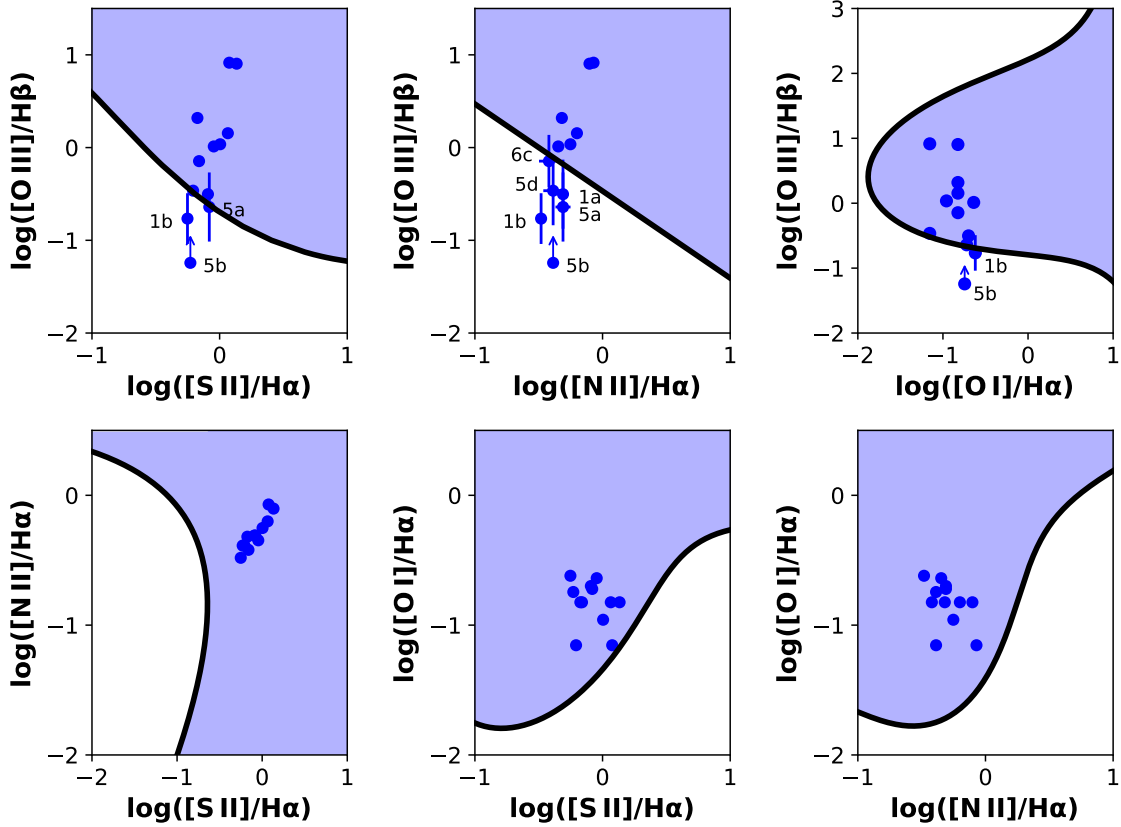 log([O III]/Hβ)
1
0
−1
−2
−1
0
1
log([S II]/Hα)
1b
5a
5b
log([O III]/Hβ)
1
0
−1
−2
−1
0
1
log([N II]/Hα)
6c
5d
1a
5a
1b
5b
log([O III]/Hβ)
3
2
1
0
−1
−2
−2
−1
0
1
log([O I]/Hα)
1b
5b
log([N II]/Hα)
0
−1
−2
−2
−1
0
1
log([S II]/Hα)
log([O I]/Hα)
0
−1
−2
−1
0
1
log([S II]/Hα)
log([O I]/Hα)
0
−1
−2
−1
0
1
log([N II]/Hα)